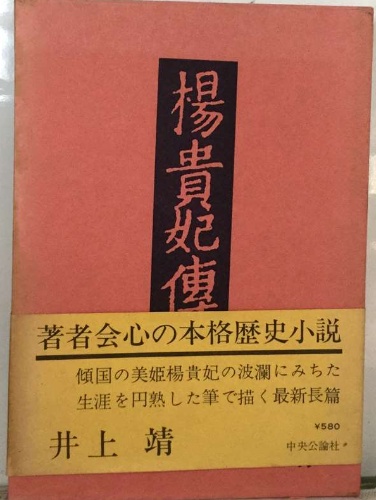 楊貴妃傳
著者会心の本格歴史小説
傾国の美姫楊貴妃の波瀾にみちた
生涯を円熟した筆で描く最新長篇
¥580
井上 靖
中央公論社